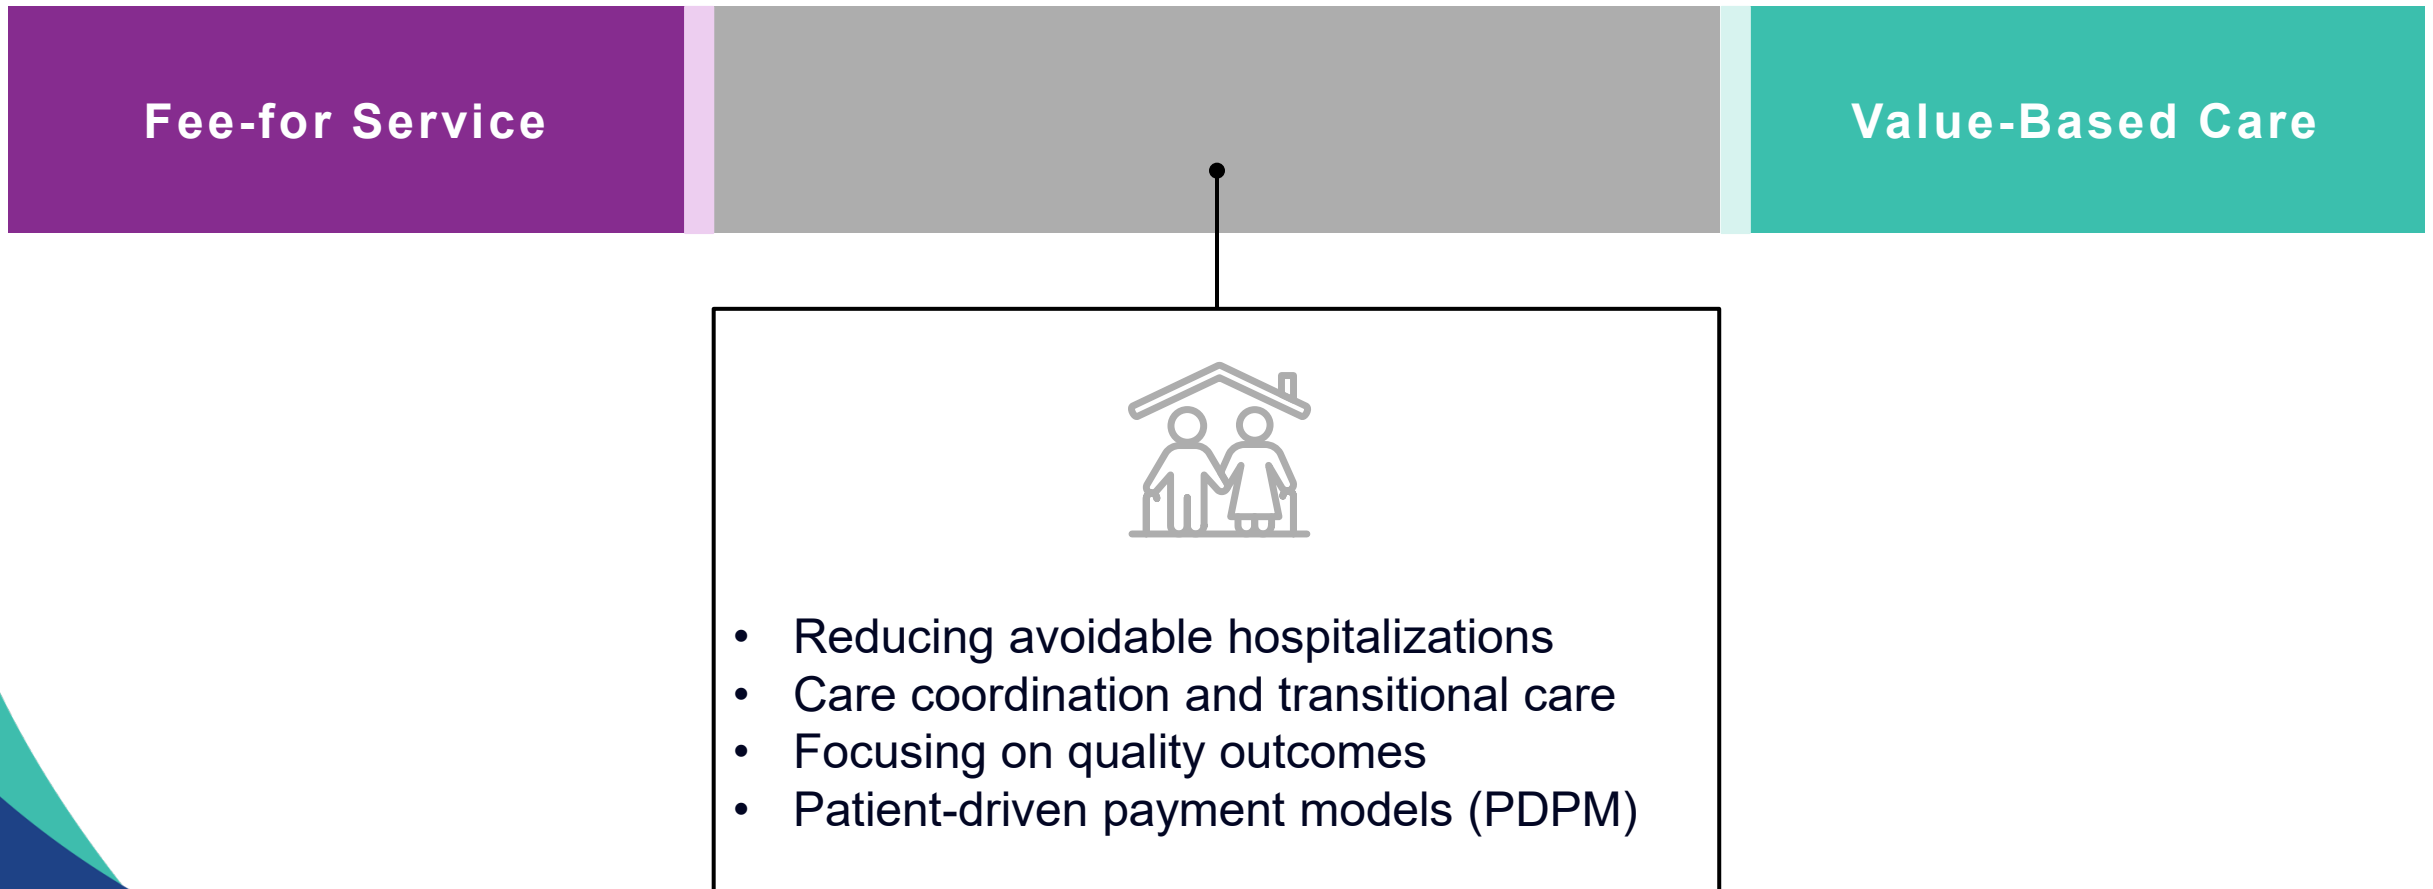 Fee-for Service
Value-Based Care
• Reducing avoidable hospitalizations
• Care coordination and transitional care
• Focusing on quality outcomes
• Patient-driven payment models (PDPM)